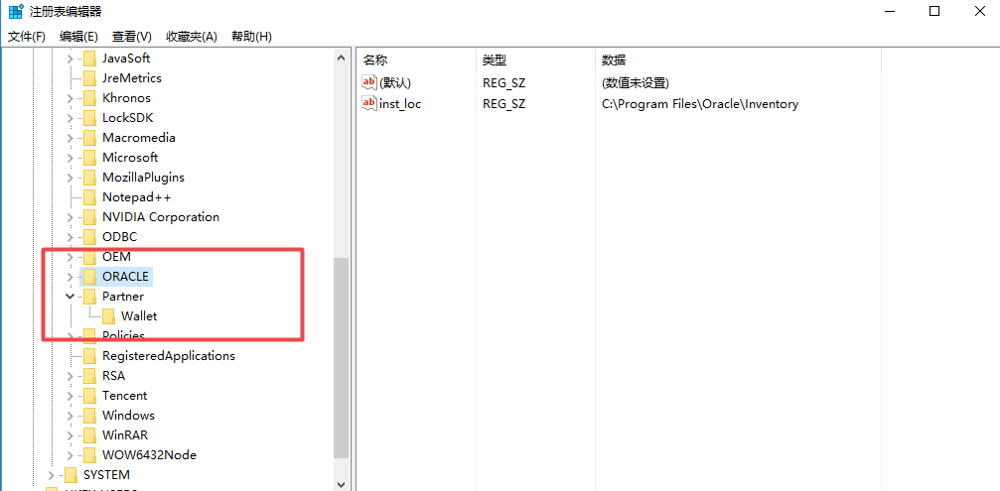 注册表编辑器
文件(F) 编辑(E) 查看(V) 收藏夹(A) 帮助(H)
JavaSoft
JreMetrics
Khronos
LockSDK
Macromedia
Microsoft
MozillaPlugins
Notepad++
NVIDIA Corporation
ODBC
OEM
ORACLE
Partner
Wallet
Policies
RegisteredApplications
RSA
Tencent
Windows
WinRAR
WOW6432Node
SYSTEM
名称 类型 数据
ab (默认) REG_SZ (数值未设置)
ab inst_loc REG_SZ C:\Program Files\Oracle\Inventory